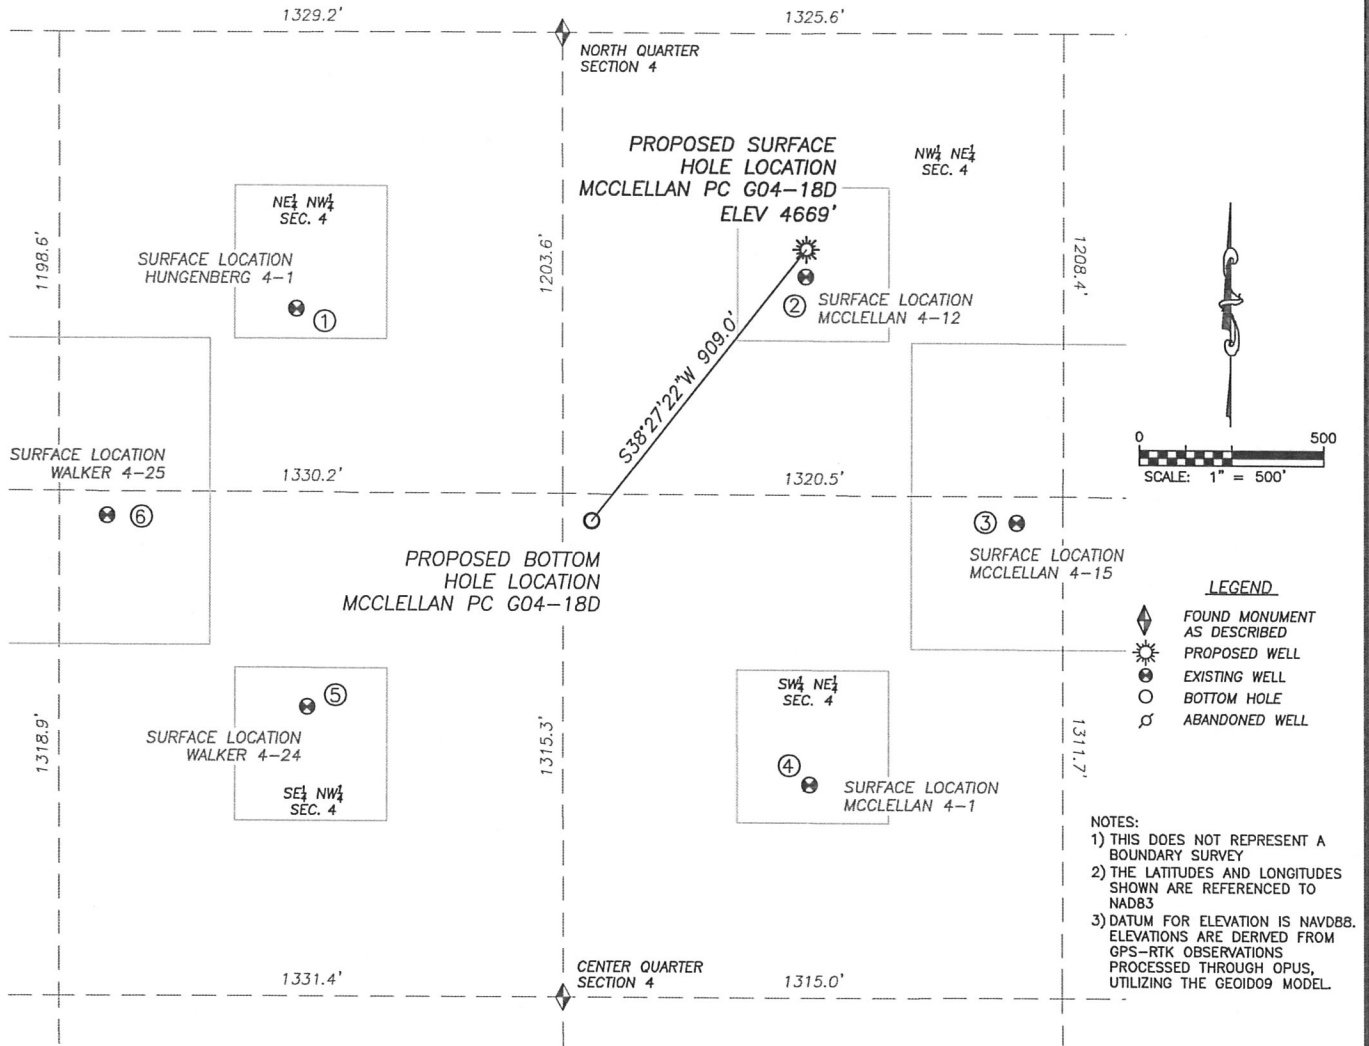 1329.2'
1325.6'
NORTH QUARTER
SECTION 4
PROPOSED SURFACE
HOLE LOCATION
MCCLELLAN PC G04-18D
ELEV 4669'
NW¼ NE¼
SEC. 4
NE¼ NW¼
SEC. 4
1198.6'
SURFACE LOCATION
HUNGENBERG 4-1
①
1203.6'
②
SURFACE LOCATION
MCCLELLAN 4-12
1208.4'
S38°27'22"W 909.0'
0 500
SCALE: 1" = 500'
SURFACE LOCATION
WALKER 4-25
⑥
1330.2'
1320.5'
③
SURFACE LOCATION
MCCLELLAN 4-15
PROPOSED BOTTOM
HOLE LOCATION
MCCLELLAN PC G04-18D
LEGEND
FOUND MONUMENT
AS DESCRIBED
PROPOSED WELL
EXISTING WELL
BOTTOM HOLE
ABANDONED WELL
1318.9'
⑤
SURFACE LOCATION
WALKER 4-24
SE¼ NW¼
SEC. 4
1315.3'
SW¼ NE¼
SEC. 4
④
SURFACE LOCATION
MCCLELLAN 4-1
1311.7'
NOTES:
1) THIS DOES NOT REPRESENT A
BOUNDARY SURVEY
2) THE LATITUDES AND LONGITUDES
SHOWN ARE REFERENCED TO
NAD83
3) DATUM FOR ELEVATION IS NAVD88.
ELEVATIONS ARE DERIVED FROM
GPS-RTK OBSERVATIONS
PROCESSED THROUGH OPUS,
UTILIZING THE GEOID09 MODEL.
1331.4'
CENTER QUARTER
SECTION 4
1315.0'